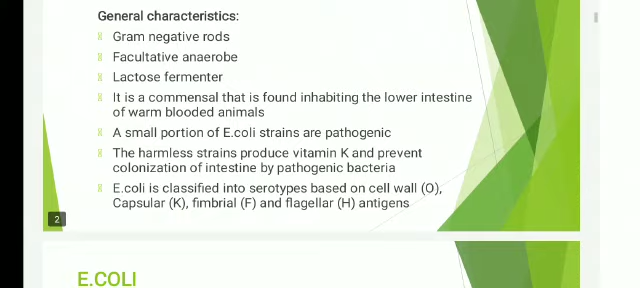 General characteristics:
Gram negative rods
Facultative anaerobe
Lactose fermenter
It is a commensal that is found inhabiting the lower intestine
of warm blooded animals
A small portion of E.coli strains are pathogenic
The harmless strains produce vitamin K and prevent
colonization of intestine by pathogenic bacteria
E.coli is classified into serotypes based on cell wall (O),
Capsular (K), fimbrial (F) and flagellar (H) antigens
2
E.COLI